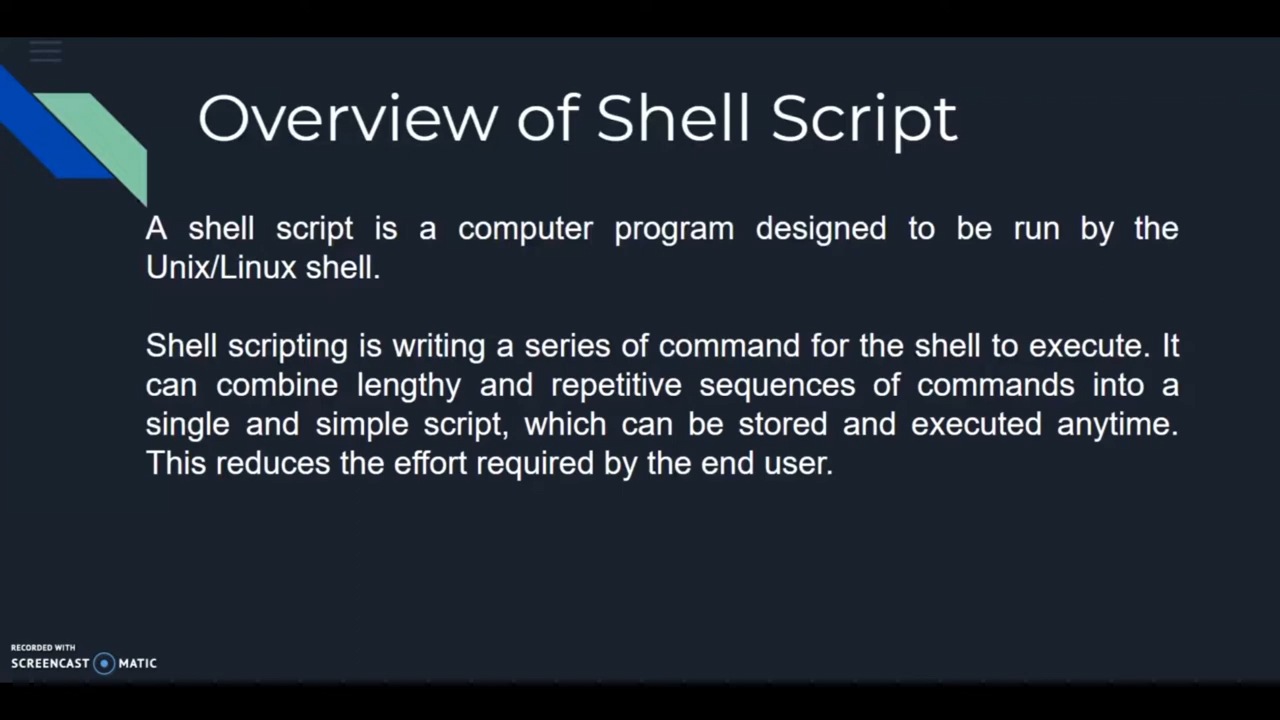 Overview of Shell Script
A shell script is a computer program designed to be run by the
Unix/Linux shell.
Shell scripting is writing a series of command for the shell to execute. It
can combine lengthy and repetitive sequences of commands into a
single and simple script, which can be stored and executed anytime.
This reduces the effort required by the end user.
RECORDED WITH
SCREENCAST MATIC